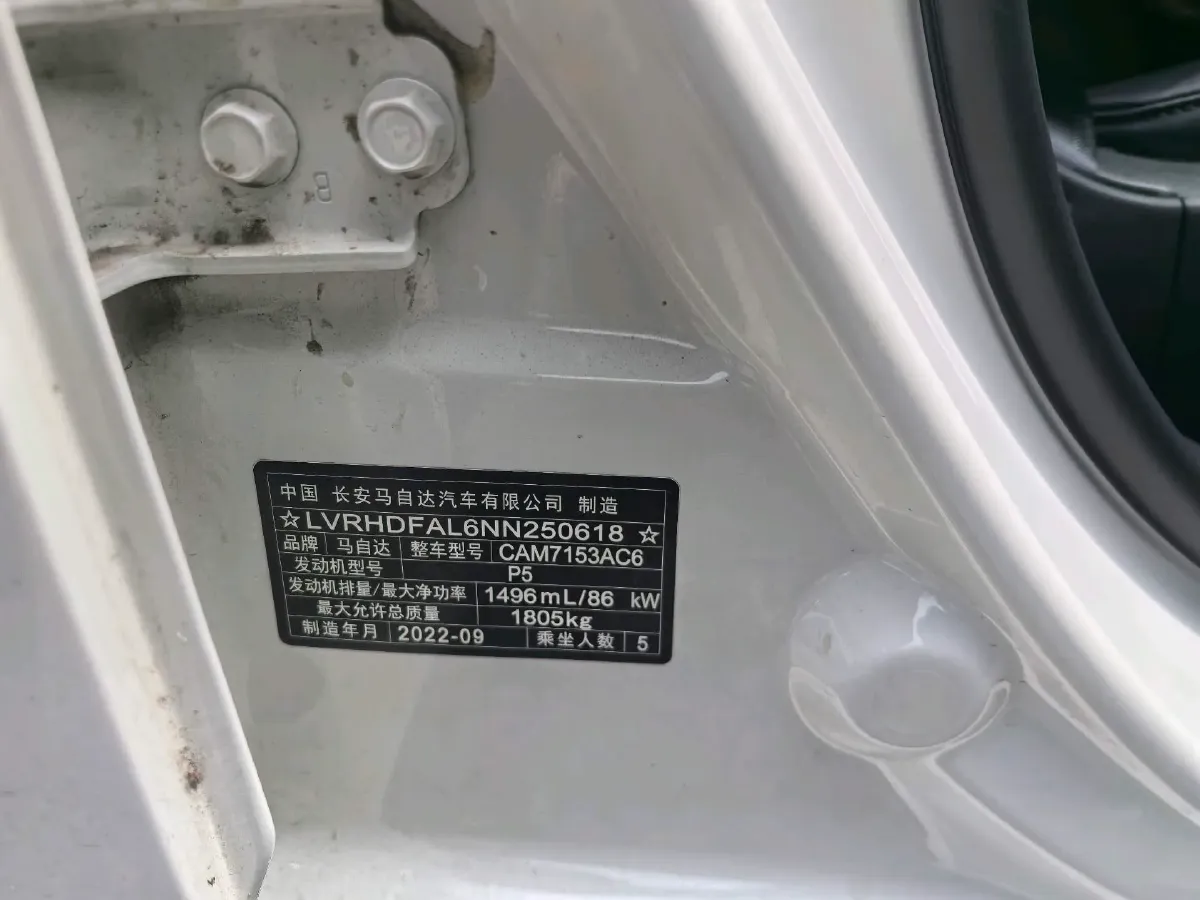 B
中国 长安马自达汽车有限公司 制造
☆LVRHDFAL6NN250618☆
品牌 马自达 整车型号 CAM7153AC6
发动机型号 P5
发动机排量/最大净功率 1496mL/86 kW
最大允许总质量 1805kg
制造年月 2022-09 乘坐人数 5